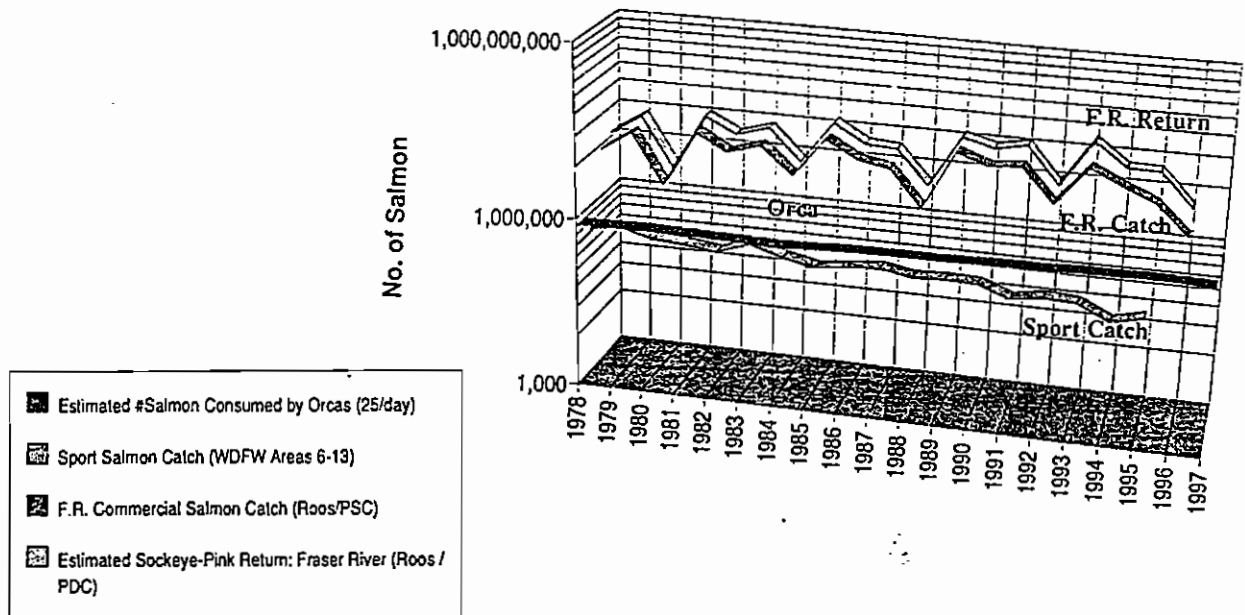 1,000,000,000
F.R. Return
No. of Salmon
1,000,000
Orca
F.R. Catch
Sport Catch
1,000
1978
1979
1980
1981
1982
1983
1984
1985
1986
1987
1988
1989
1990
1991
1992
1993
1994
1995
1996
1997
Estimated #Salmon Consumed by Orcas (25/day)
Sport Salmon Catch (WDFW Areas 6-13)
F.R. Commercial Salmon Catch (Roos/PSC)
Estimated Sockeye-Pink Return: Fraser River (Roos /
PDC)